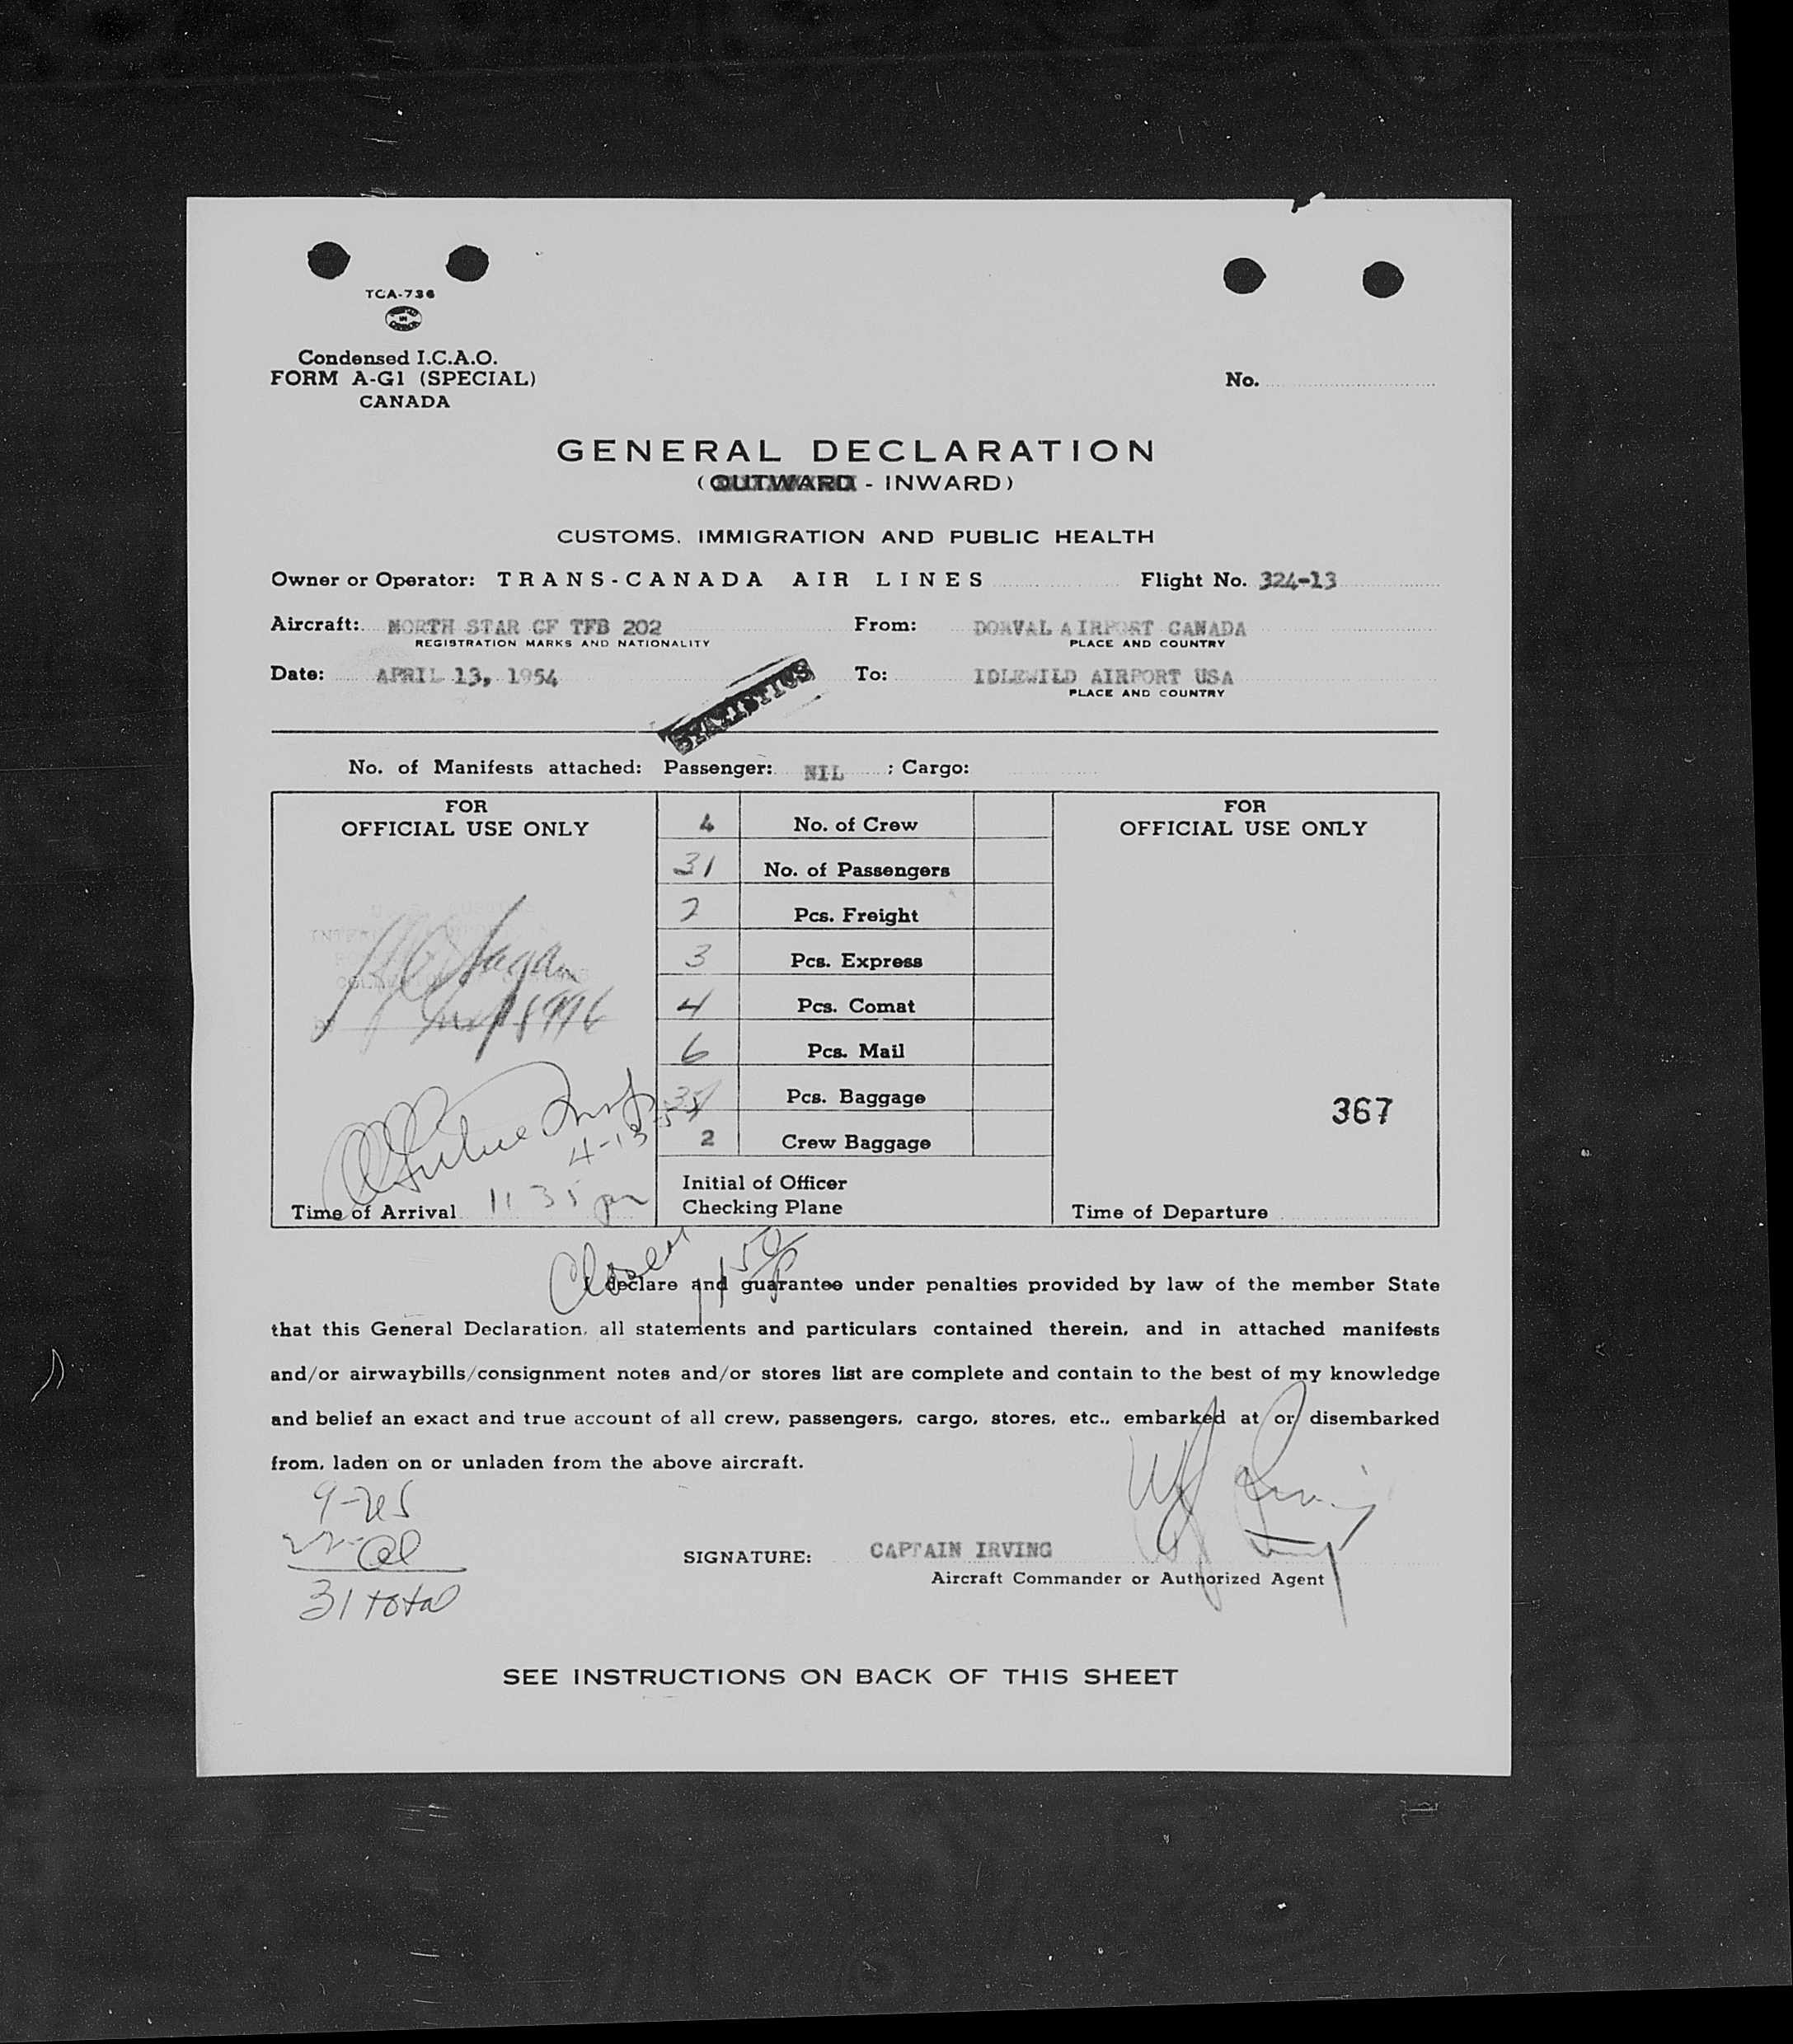 TCA-736
Condensed I.C.A.O.
FORM A-G1 (SPECIAL)
CANADA
No.
GENERAL DECLARATION
(OUTWARD - INWARD)
CUSTOMS, IMMIGRATION AND PUBLIC HEALTH
Owner or Operator: TRANS-CANADA AIR LINES Flight No. 324-13
Aircraft: NORTH STAR CF TFB 202 From: DORVAL AIRPORT CANADA
REGISTRATION MARKS AND NATIONALITY PLACE AND COUNTRY
Date: APRIL 13, 1954 To: IDLEWILD AIRPORT USA
PLACE AND COUNTRY
STATISTICS
No. of Manifests attached: Passenger: NIL ; Cargo:
FOR OFFICIAL USE ONLY
4 No. of Crew
31 No. of Passengers
2 Pcs. Freight
3 Pcs. Express
4 Pcs. Comat
6 Pcs. Mail
Pcs. Baggage
2 Crew Baggage
Initial of Officer
Checking Plane
4-13-54
Time of Arrival 11 35 pm
FOR OFFICIAL USE ONLY
367
Time of Departure
Closed 1150 P
I declare and guarantee under penalties provided by law of the member State
that this General Declaration, all statements and particulars contained therein, and in attached manifests
and/or airwaybills/consignment notes and/or stores list are complete and contain to the best of my knowledge
and belief an exact and true account of all crew, passengers, cargo, stores, etc., embarked at or disembarked
from, laden on or unladen from the above aircraft.
9-US
22-al
31 total
SIGNATURE: CAPTAIN IRVING
Aircraft Commander or Authorized Agent
SEE INSTRUCTIONS ON BACK OF THIS SHEET